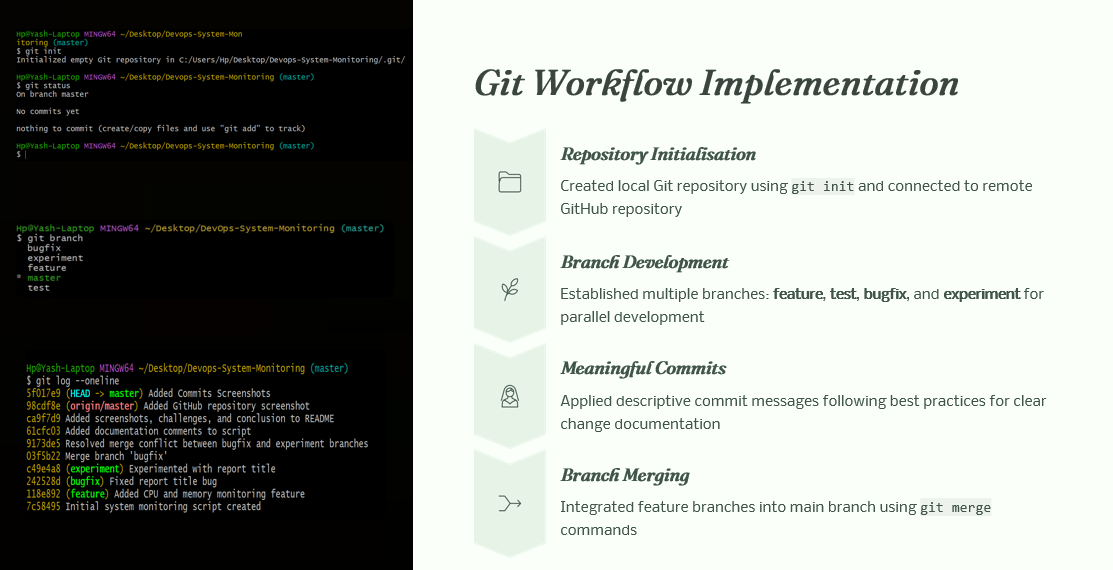 Hp@Yash-Laptop MINGW64 ~/Desktop/Devops-System-Mon
itoring (master)
$ git init
Initialized empty Git repository in C:/Users/Hp/Desktop/Devops-System-Monitoring/.git/
Hp@Yash-Laptop MINGW64 ~/Desktop/Devops-System-Monitoring (master)
$ git status
On branch master
No commits yet
nothing to commit (create/copy files and use "git add" to track)
Hp@Yash-Laptop MINGW64 ~/Desktop/Devops-System-Monitoring (master)
$
Hp@Yash-Laptop MINGW64 ~/Desktop/DevOps-System-Monitoring (master)
$ git branch
bugfix
experiment
feature
* master
test
Hp@Yash-Laptop MINGW64 ~/Desktop/Devops-System-Monitoring (master)
$ git log --oneline
5f017e9 (HEAD -> master) Added Commits Screenshots
98cdf8e (origin/master) Added GitHub repository screenshot
ca9f7d9 Added screenshots, challenges, and conclusion to README
61cfc03 Added documentation comments to script
9173de5 Resolved merge conflict between bugfix and experiment branches
03f5b22 Merge branch 'bugfix'
c49e4a8 (experiment) Experimented with report title
242528d (bugfix) Fixed report title bug
118e892 (feature) Added CPU and memory monitoring feature
7c58495 Initial system monitoring script created
Git Workflow Implementation
Repository Initialisation
Created local Git repository using git init and connected to remote
GitHub repository
Branch Development
Established multiple branches: feature, test, bugfix, and experiment for
parallel development
Meaningful Commits
Applied descriptive commit messages following best practices for clear
change documentation
Branch Merging
Integrated feature branches into main branch using git merge
commands